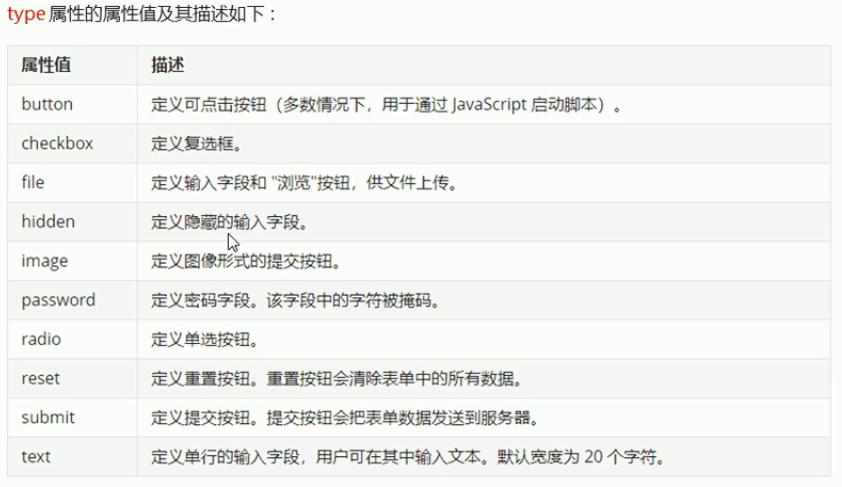 type 属性的属性值及其描述如下：
属性值 描述
button 定义可点击按钮（多数情况下，用于通过 JavaScript 启动脚本）。
checkbox 定义复选框。
file 定义输入字段和 "浏览"按钮，供文件上传。
hidden 定义隐藏的输入字段。
image 定义图像形式的提交按钮。
password 定义密码字段。该字段中的字符被掩码。
radio 定义单选按钮。
reset 定义重置按钮。重置按钮会清除表单中的所有数据。
submit 定义提交按钮。提交按钮会把表单数据发送到服务器。
text 定义单行的输入字段，用户可在其中输入文本。默认宽度为 20 个字符。